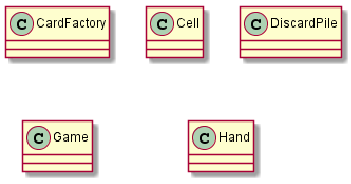 C CardFactory
C Cell
C DiscardPile
C Game
C Hand